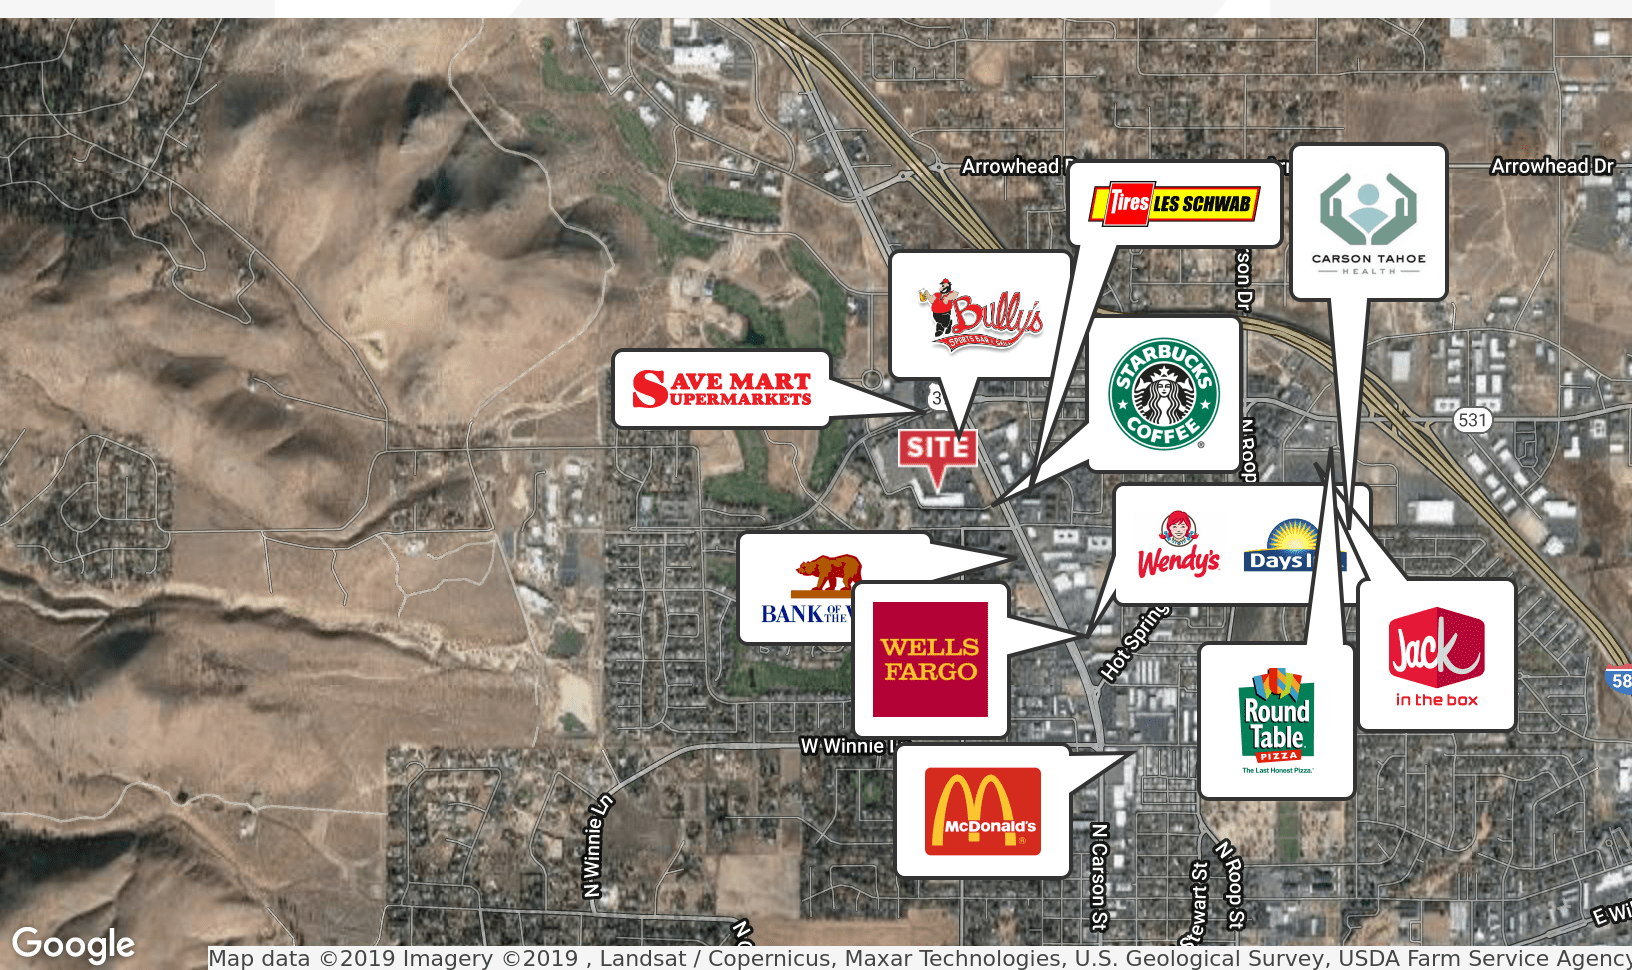 Arrowhead
Arrowhead Dr
Tires LES SCHWAB
CARSON TAHOE
HEALTH
son Dr
Bully's
SPORTS BAR & GRILL
STARBUCKS
COFFEE
®
SAVE MART
SUPERMARKETS
3
531
SITE
N Roop
Wendy's
Days
BANK OF THE
WELLS
FARGO
Hot Spring
Jack
in the box
Round
Table
PIZZA
The Last Honest Pizza.
58
W Winnie
McDonald's
®
N Winnie Ln
N Carson St
Stewart St
N Roop St
E Wi
N
Google
Map data ©2019 Imagery ©2019 , Landsat / Copernicus, Maxar Technologies, U.S. Geological Survey, USDA Farm Service Agency